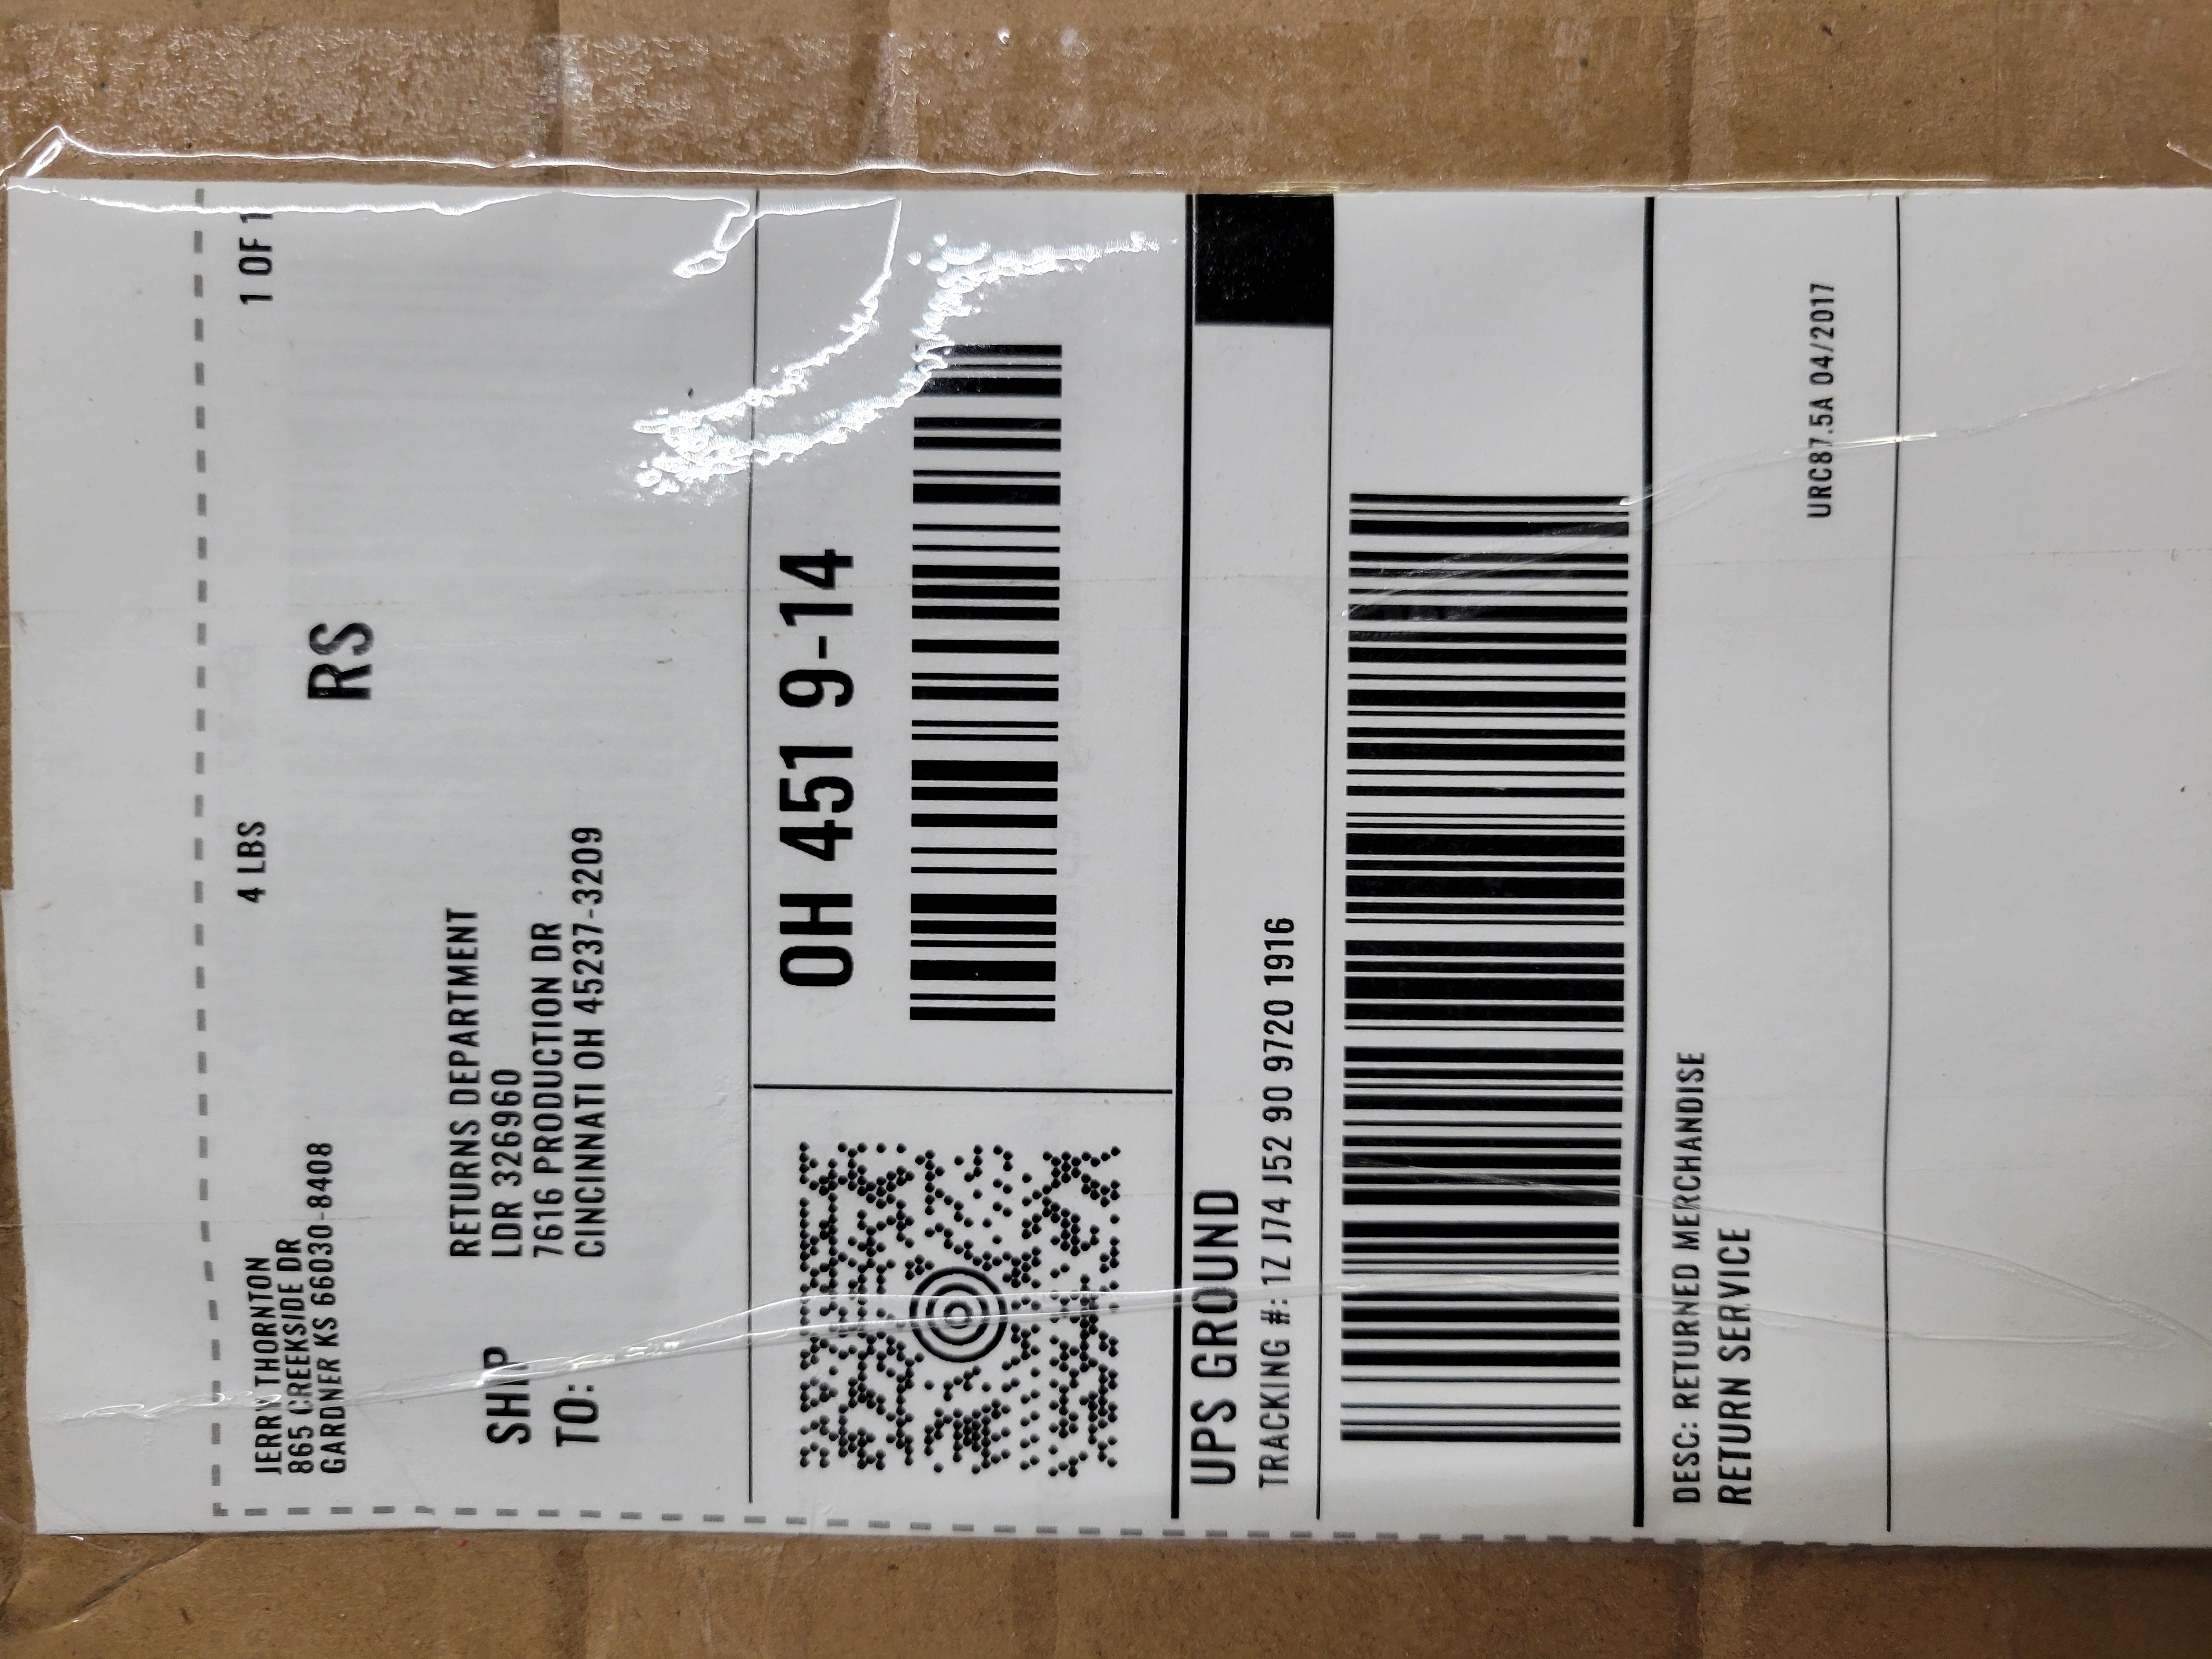 JERRY THORNTON
865 CREEKSIDE DR
GARDNER KS 66030-8408
4 LBS
1 OF 1
RS
SHIP
TO:
RETURNS DEPARTMENT
LDR 326960
7616 PRODUCTION DR
CINCINNATI OH 45237-3209
OH 451 9-14
UPS GROUND
TRACKING #: 1Z J74 J52 90 9720 1916
DESC: RETURNED MERCHANDISE
RETURN SERVICE
URC87.5A 04/2017